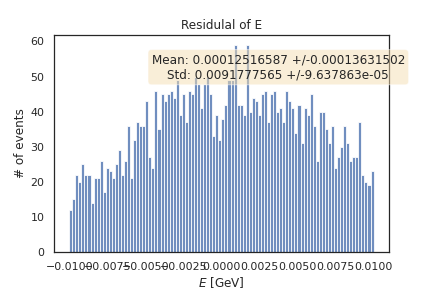 Residulal of E
Mean: 0.00012516587 +/-0.00013631502
Std: 0.0091777565 +/-9.637863e-05
# of events
60
50
40
30
20
10
0
−0.0100 −0.0075 −0.0050 −0.0025 0.0000 0.0025 0.0050 0.0075 0.0100
E [GeV]